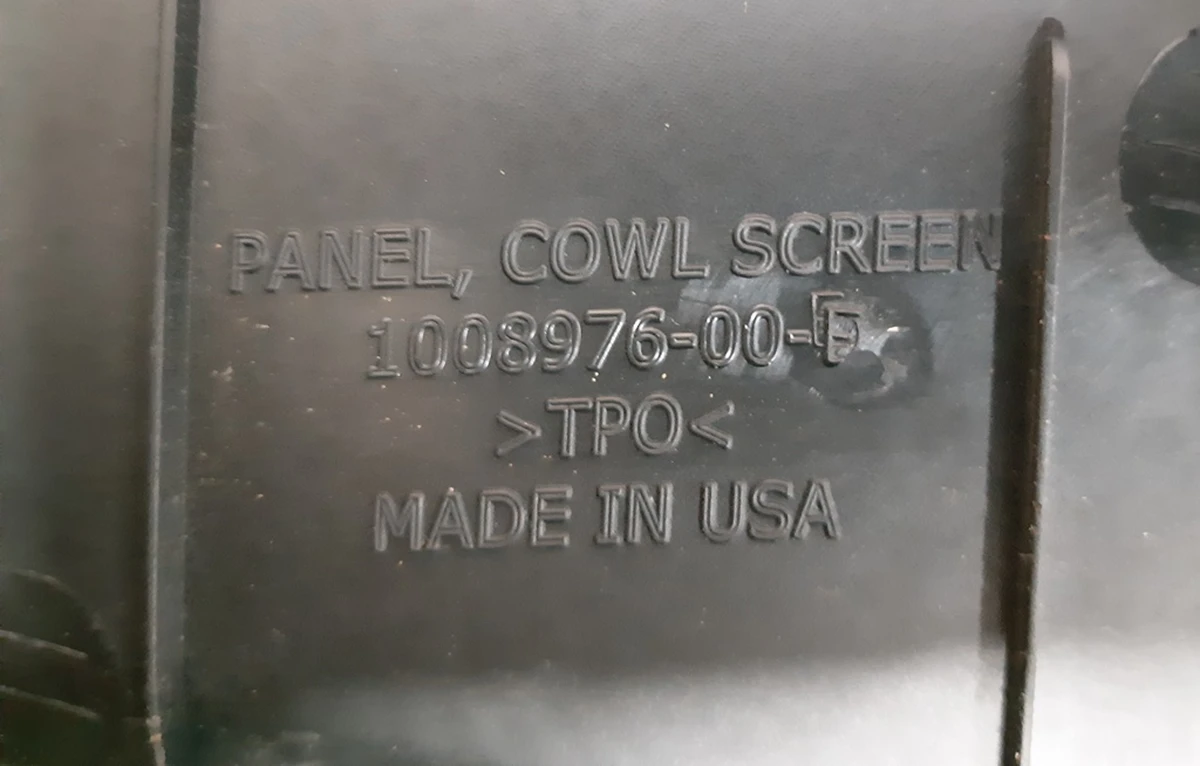 PANEL, COWL SCREEN
1008976-00-F
>TPO<
MADE IN USA